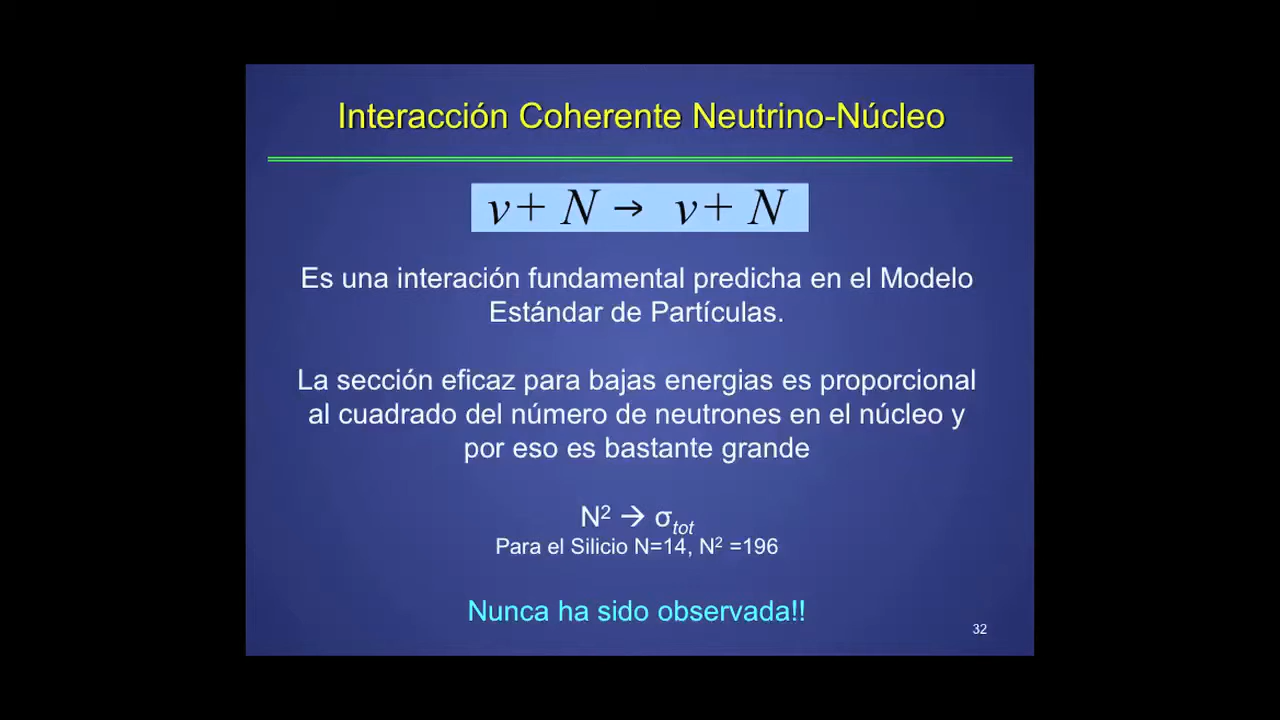 Interacción Coherente Neutrino-Núcleo
ν + N → ν + N
Es una interación fundamental predicha en el Modelo
Estándar de Partículas.
La sección eficaz para bajas energias es proporcional
al cuadrado del número de neutrones en el núcleo y
por eso es bastante grande
N² → σtot
Para el Silicio N=14, N² =196
Nunca ha sido observada!!
32